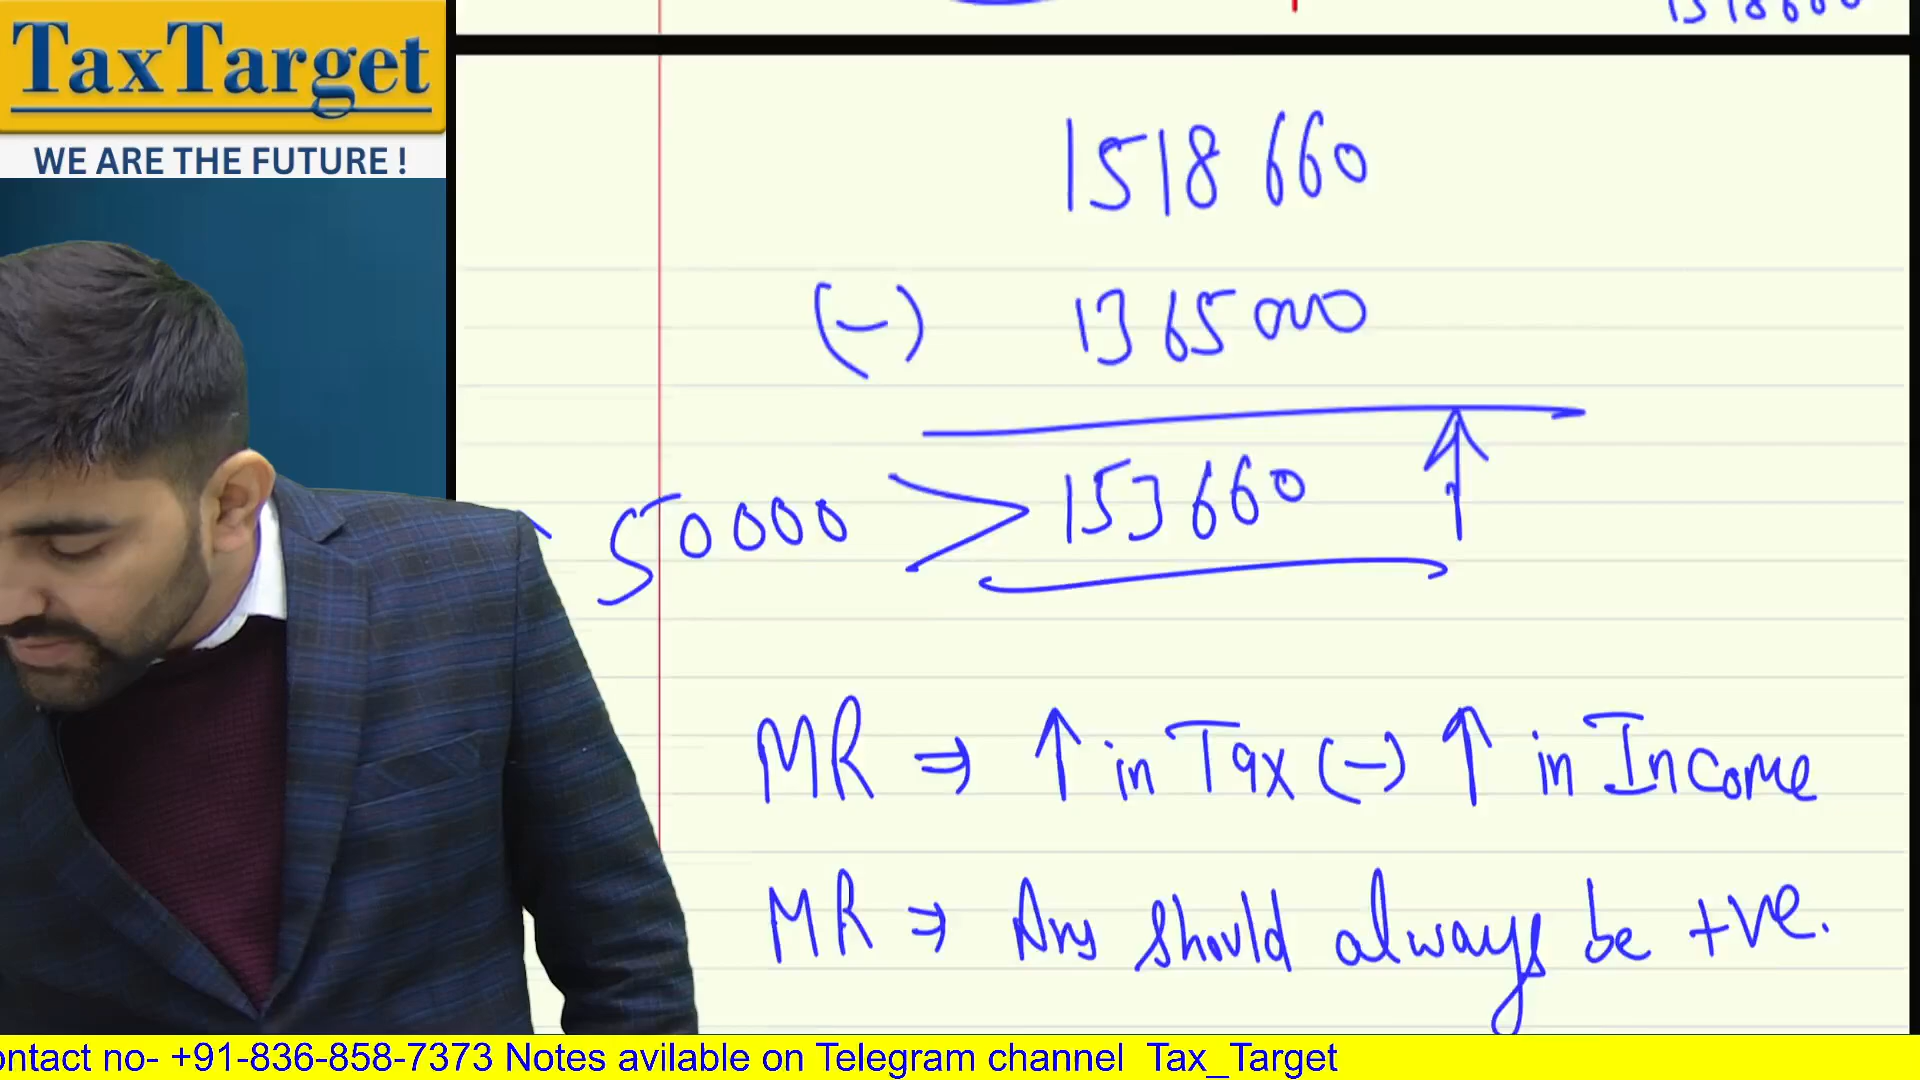 TaxTarget
WE ARE THE FUTURE !
1518660
(-) 1365000
50000 > 153660 ↑
MR ⇒ ↑ in Tax (-) ↑ in Income
MR ⇒ Ans should always be +ve.
ontact no- +91-836-858-7373 Notes avilable on Telegram channel Tax_Target